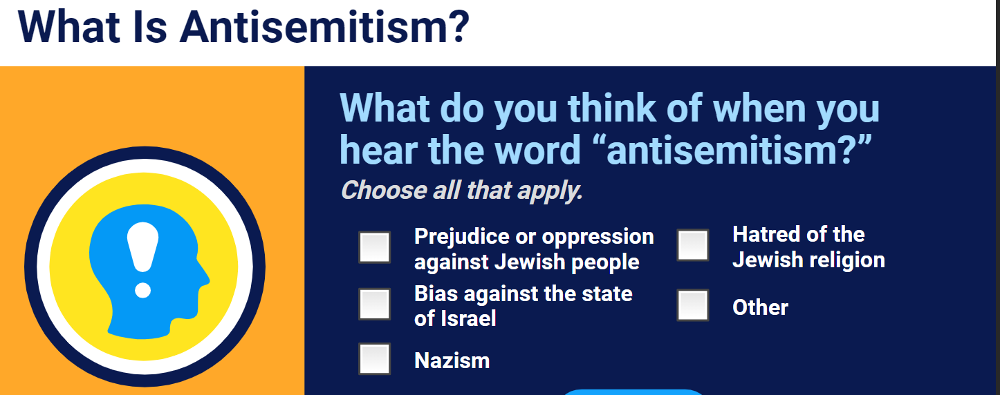 What Is Antisemitism?
What do you think of when you
hear the word “antisemitism?”
Choose all that apply.
Prejudice or oppression
against Jewish people
Bias against the state
of Israel
Nazism
Hatred of the
Jewish religion
Other